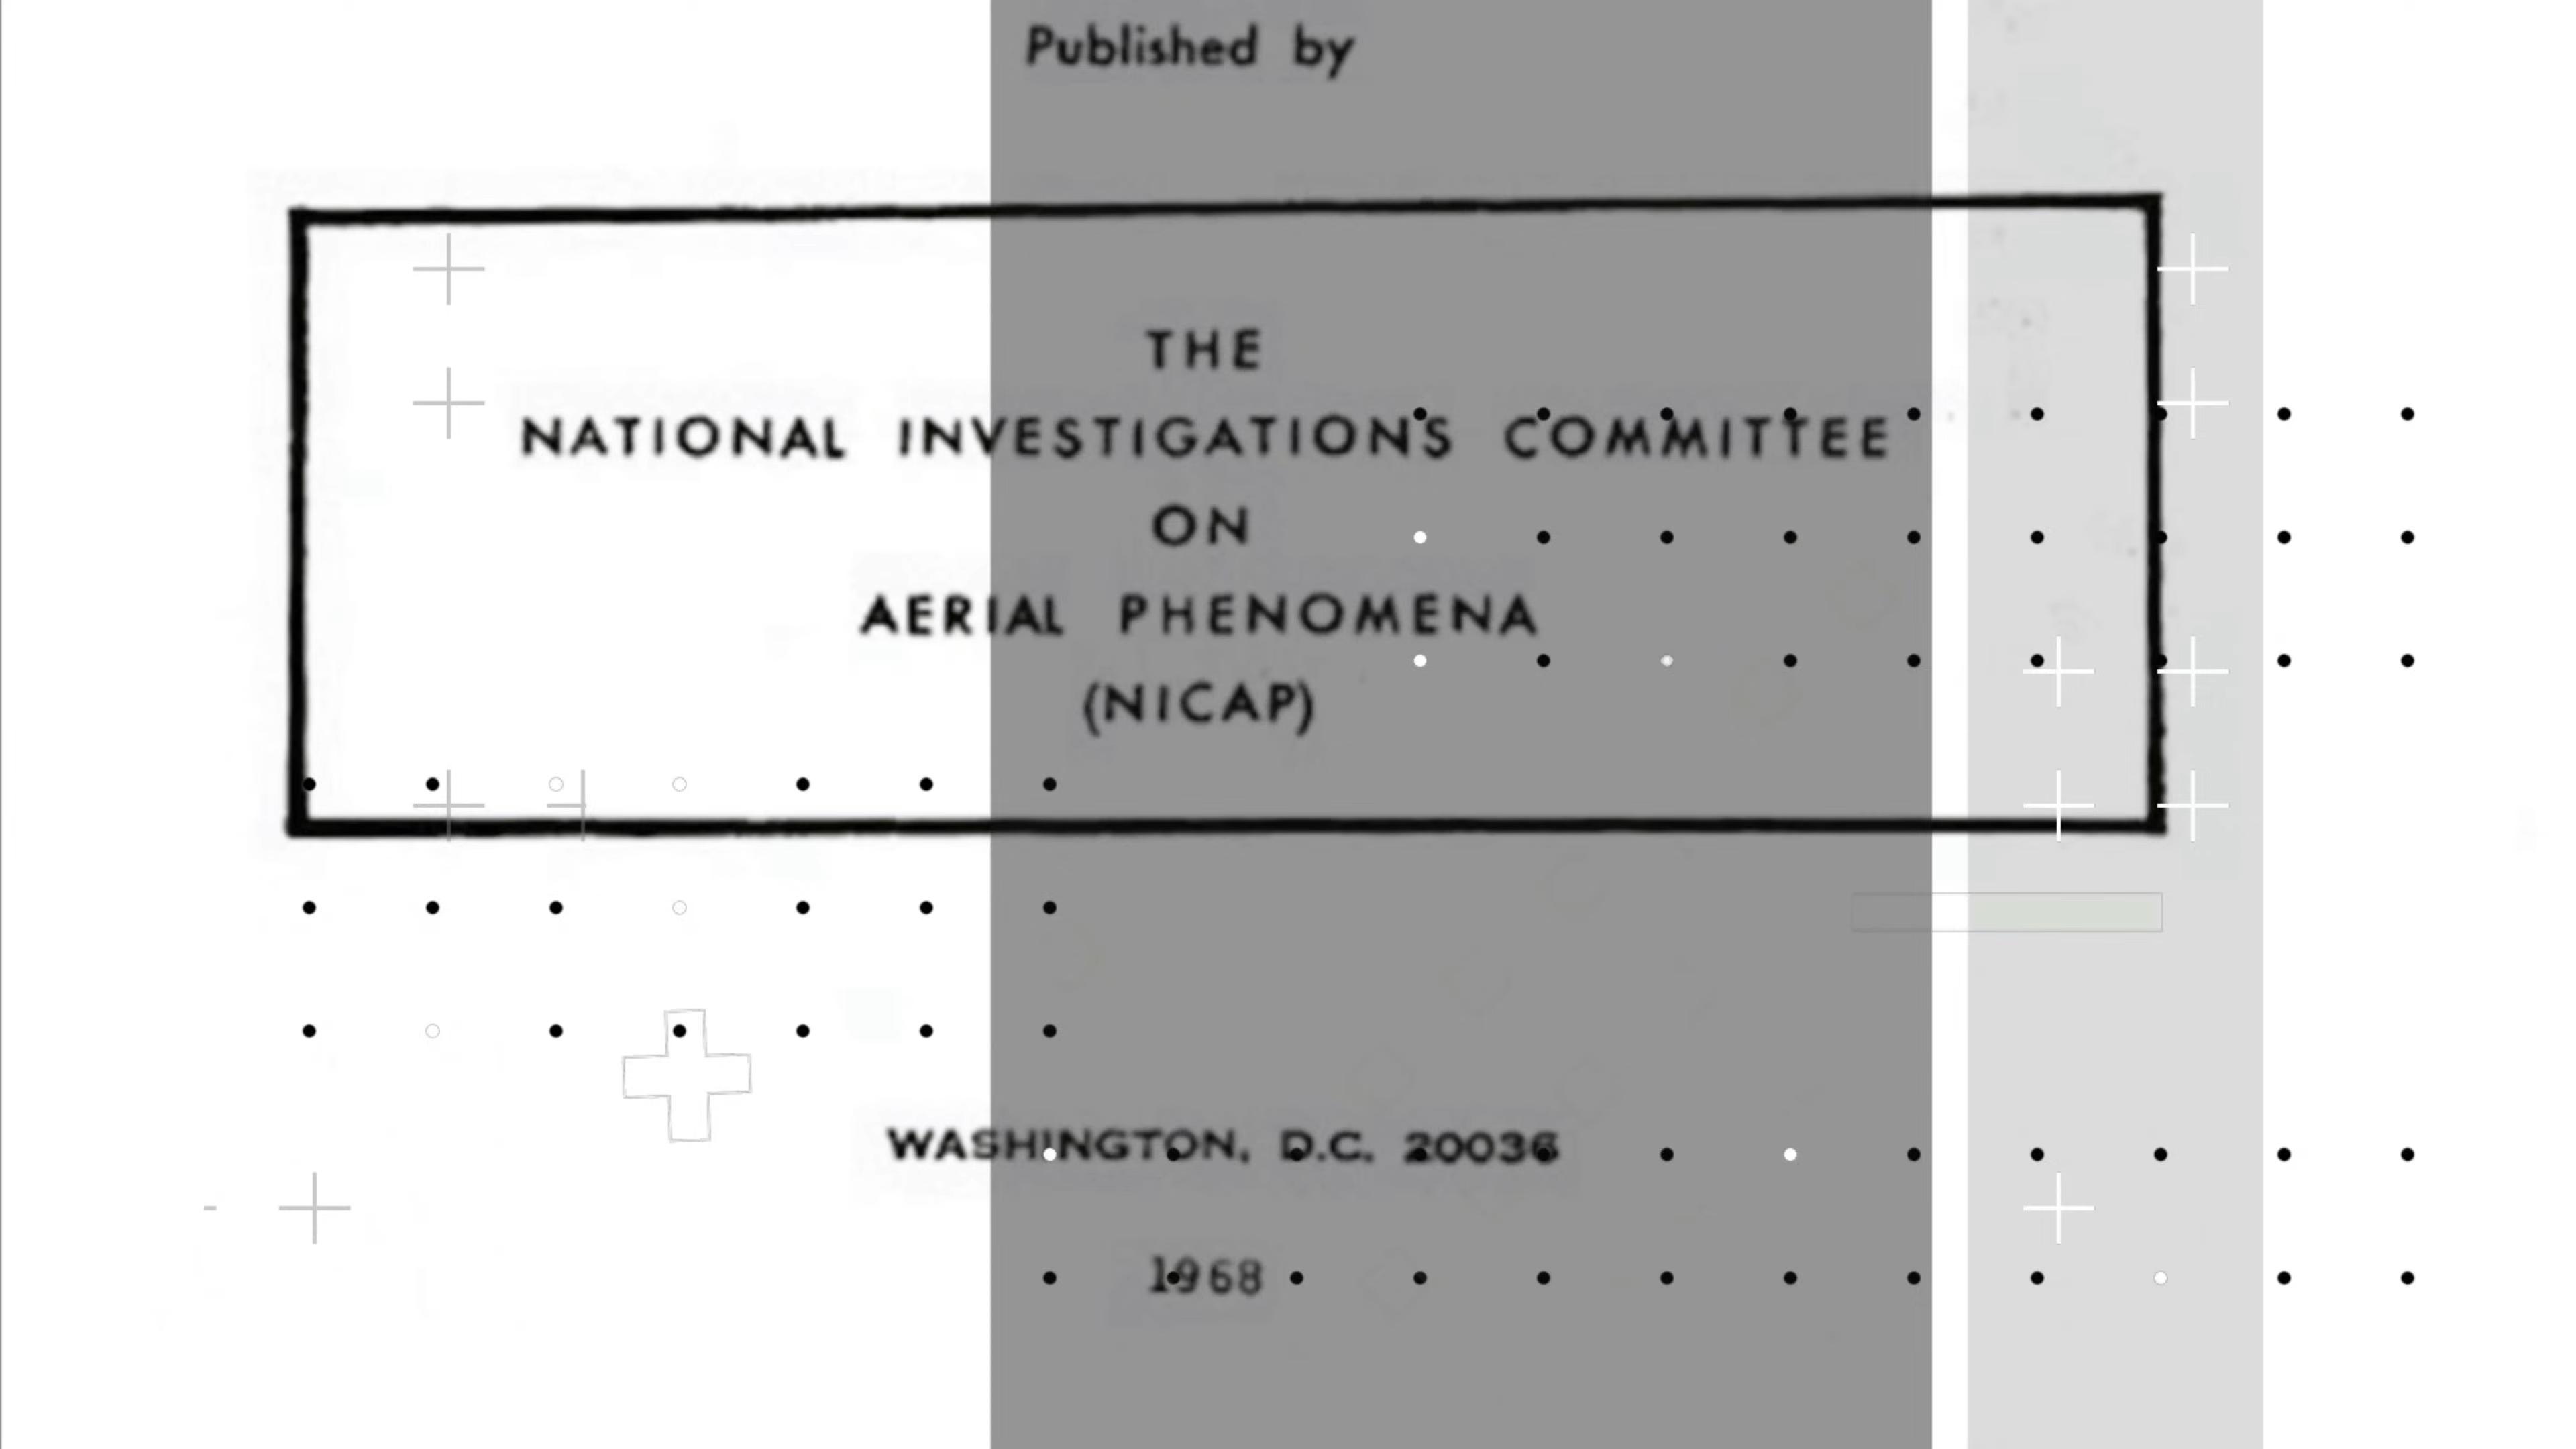 Published by
THE
NATIONAL INVESTIGATIONS COMMITTEE
ON
AERIAL PHENOMENA
(NICAP)
WASHINGTON, D.C. 20036
1968